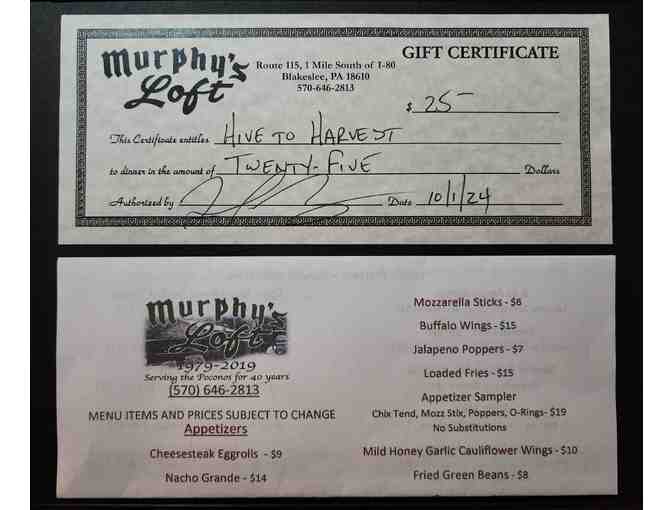 Murphy's
Loft
Route 115, 1 Mile South of I-80
Blakeslee, PA 18610
570-646-2813
GIFT CERTIFICATE
$ 25-
This Certificate entitles HIVE TO HARVEST
to dinner in the amount of TWENTY-FIVE Dollars
Authorized by Date 10/1/24
Murphy's
Loft
1979-2019
Serving the Poconos for 40 years
(570) 646-2813
MENU ITEMS AND PRICES SUBJECT TO CHANGE
Appetizers
Cheesesteak Eggrolls - $9
Nacho Grande - $14
Mozzarella Sticks - $6
Buffalo Wings - $15
Jalapeno Poppers - $7
Loaded Fries - $15
Appetizer Sampler
Chix Tend, Mozz Stix, Poppers, O-Rings- $19
No Substitutions
Mild Honey Garlic Cauliflower Wings - $10
Fried Green Beans - $8